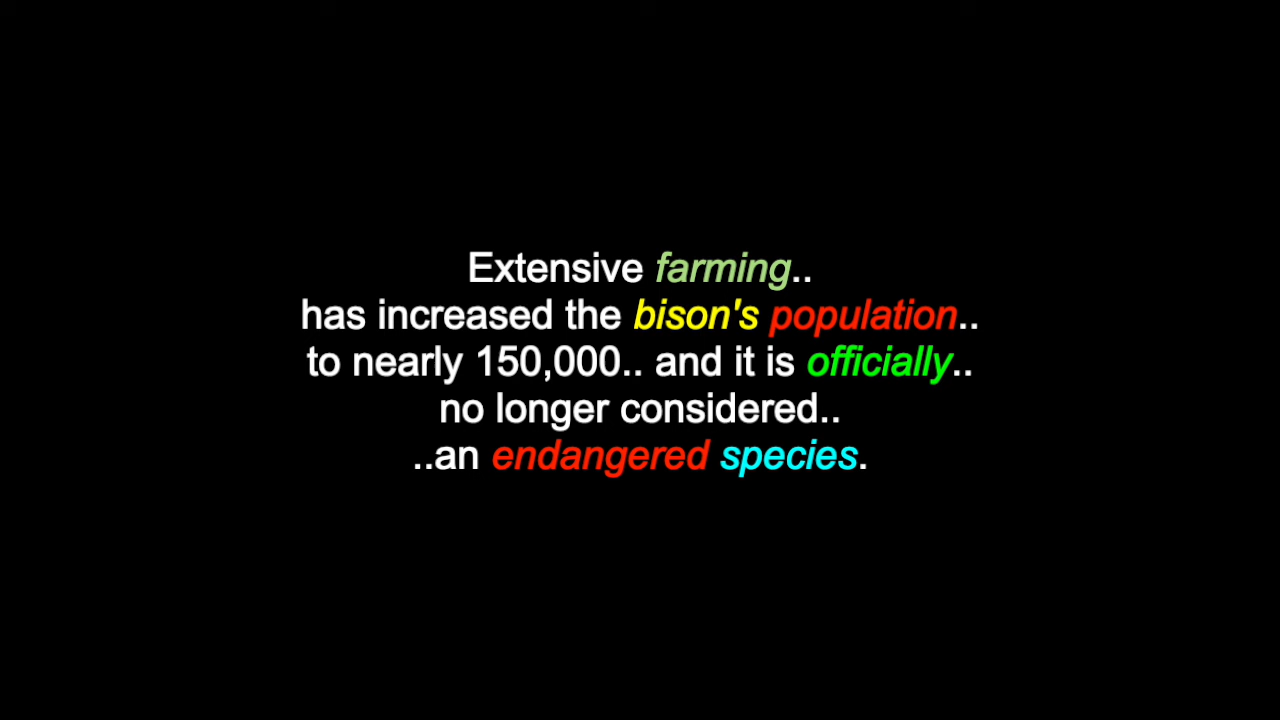 Extensive farming..
has increased the bison's population..
to nearly 150,000.. and it is officially..
no longer considered..
..an endangered species.